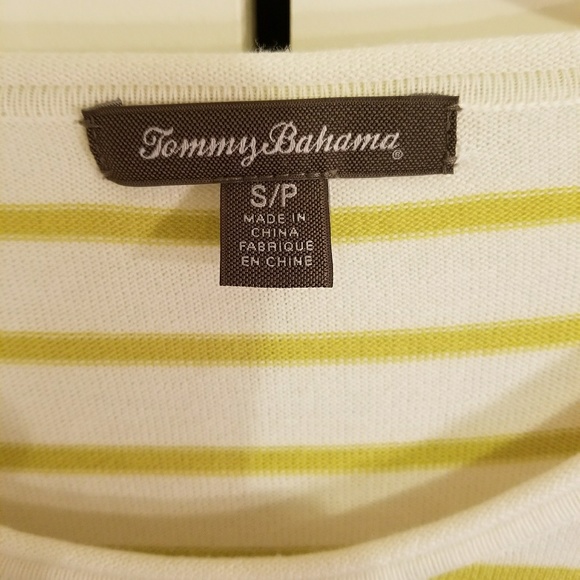 Tommy Bahama®
S/P
MADE IN
CHINA
FABRIQUE
EN CHINE